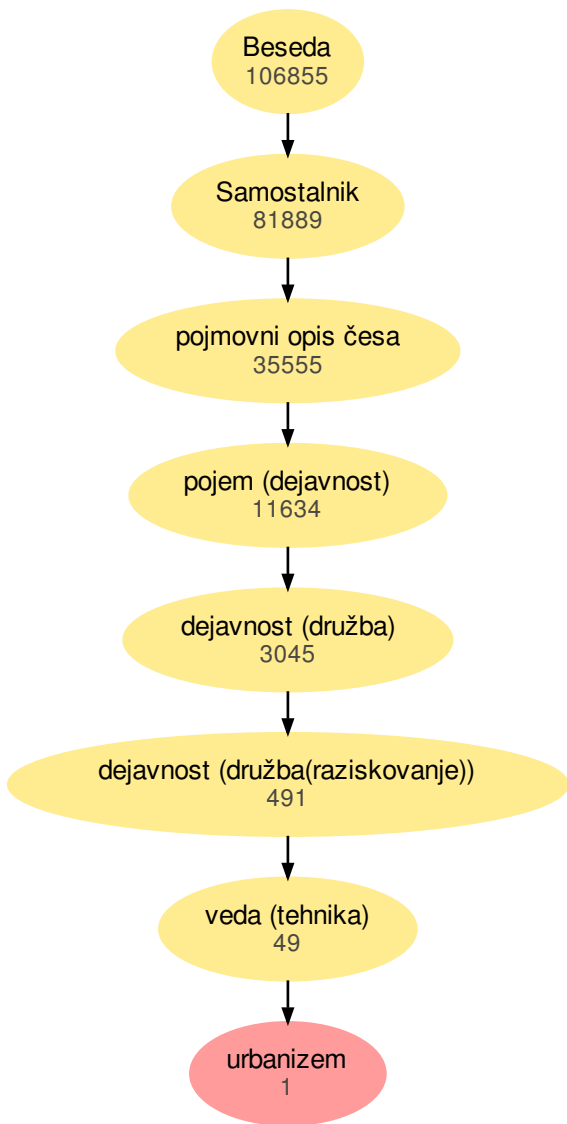 Beseda
106855
Samostalnik
81889
pojmovni opis česa
35555
pojem (dejavnost)
11634
dejavnost (družba)
3045
dejavnost (družba(raziskovanje))
491
veda (tehnika)
49
urbanizem
1